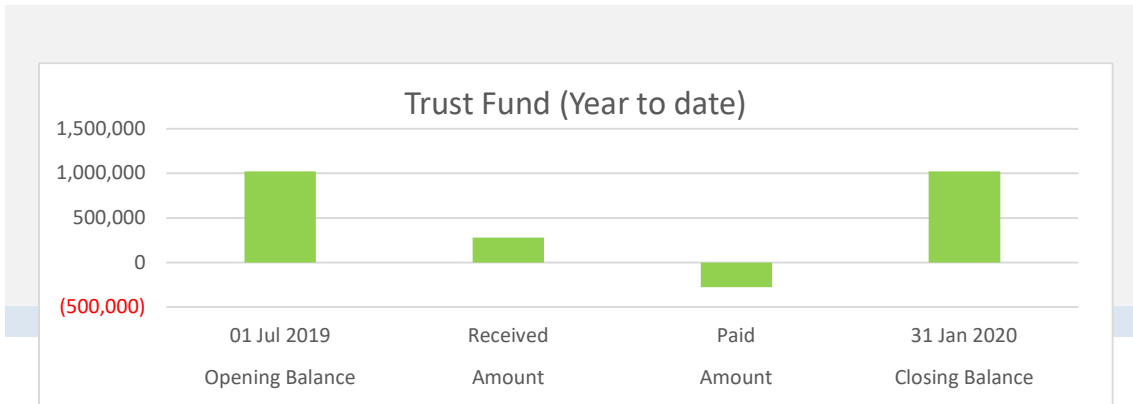 Trust Fund (Year to date)
1,500,000
1,000,000
500,000
0
(500,000)
01 Jul 2019 Received Paid 31 Jan 2020
Opening Balance Amount Amount Closing Balance